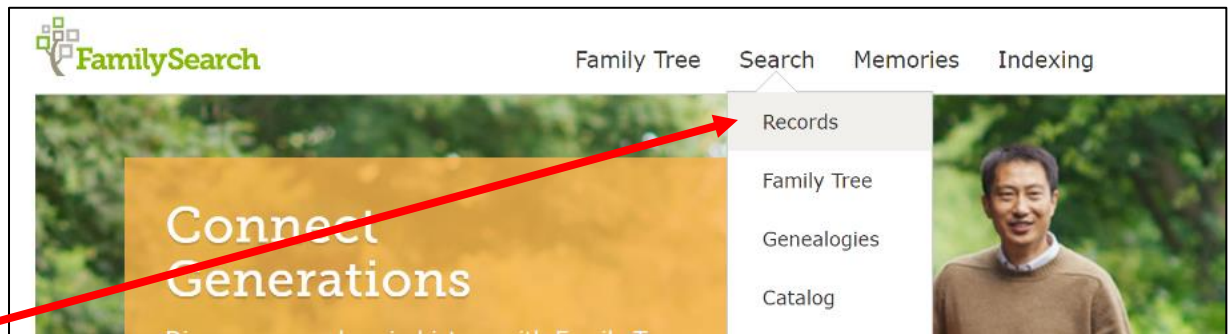 FamilySearch
Family Tree Search Memories Indexing
Records
Family Tree
Genealogies
Catalog
Connect
Generations